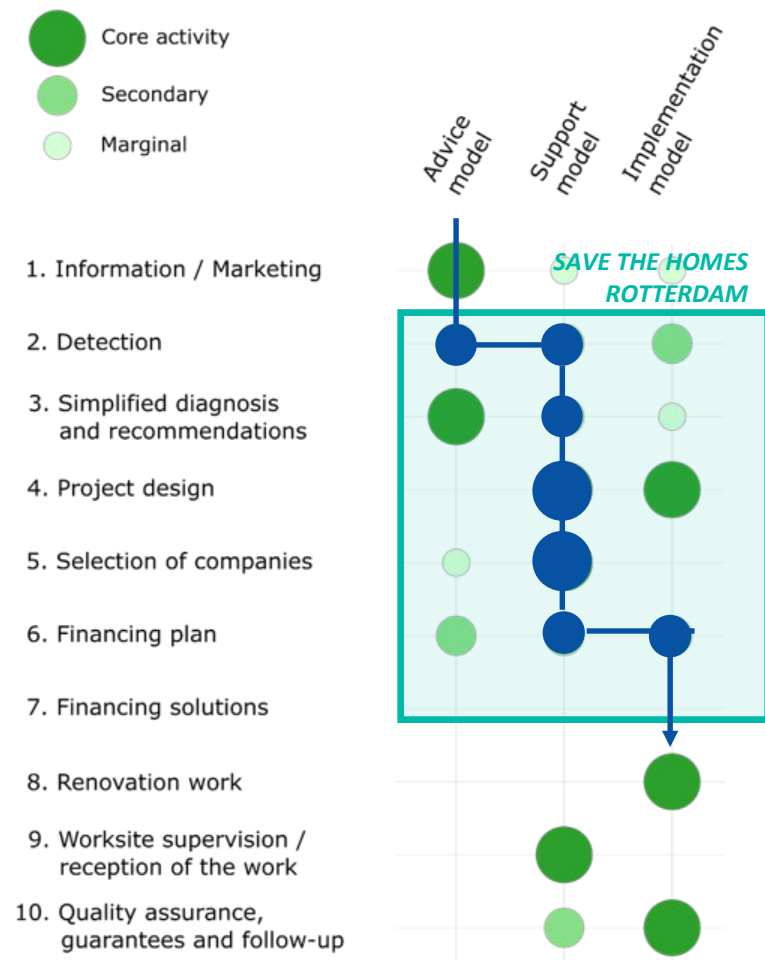 Core activity
Secondary
Marginal
Advice
model
Support
model
Implementation
model
1. Information / Marketing
SAVE THE HOMES
ROTTERDAM
2. Detection
3. Simplified diagnosis
and recommendations
4. Project design
5. Selection of companies
6. Financing plan
7. Financing solutions
8. Renovation work
9. Worksite supervision /
reception of the work
10. Quality assurance,
guarantees and follow-up